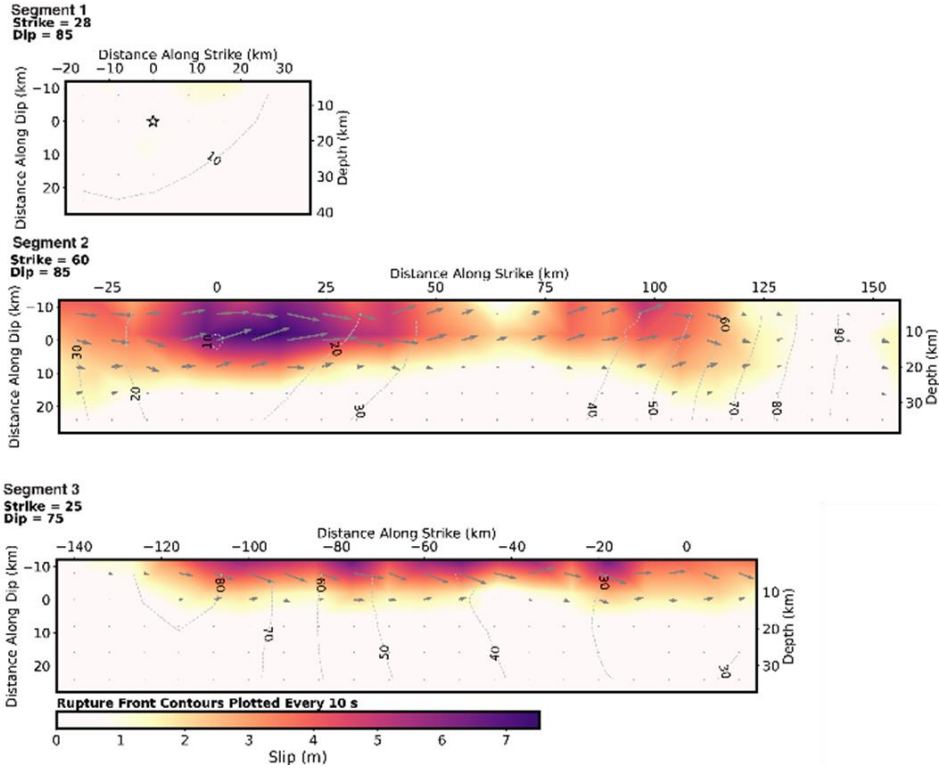 Segment 1
Strike = 28
Dip = 85
Distance Along Strike (km)
−20 −10 0 10 20 30
Distance Along Dip (km)
−10
0
10
20
10
Depth (km)
10
20
30
40
Segment 2
Strike = 60
Dip = 85
Distance Along Strike (km)
−25 0 25 50 75 100 125 150
Distance Along Dip (km)
−10
0
10
20
30 20 10 20 30 40 50 60 70 80 90
Depth (km)
10
20
30
Segment 3
Strike = 25
Dip = 75
Distance Along Strike (km)
−140 −120 −100 −80 −60 −40 −20 0
Distance Along Dip (km)
−10
0
10
20
80 70 60 50 40 30 30
Depth (km)
10
20
30
Rupture Front Contours Plotted Every 10 s
0 1 2 3 4 5 6 7
Slip (m)